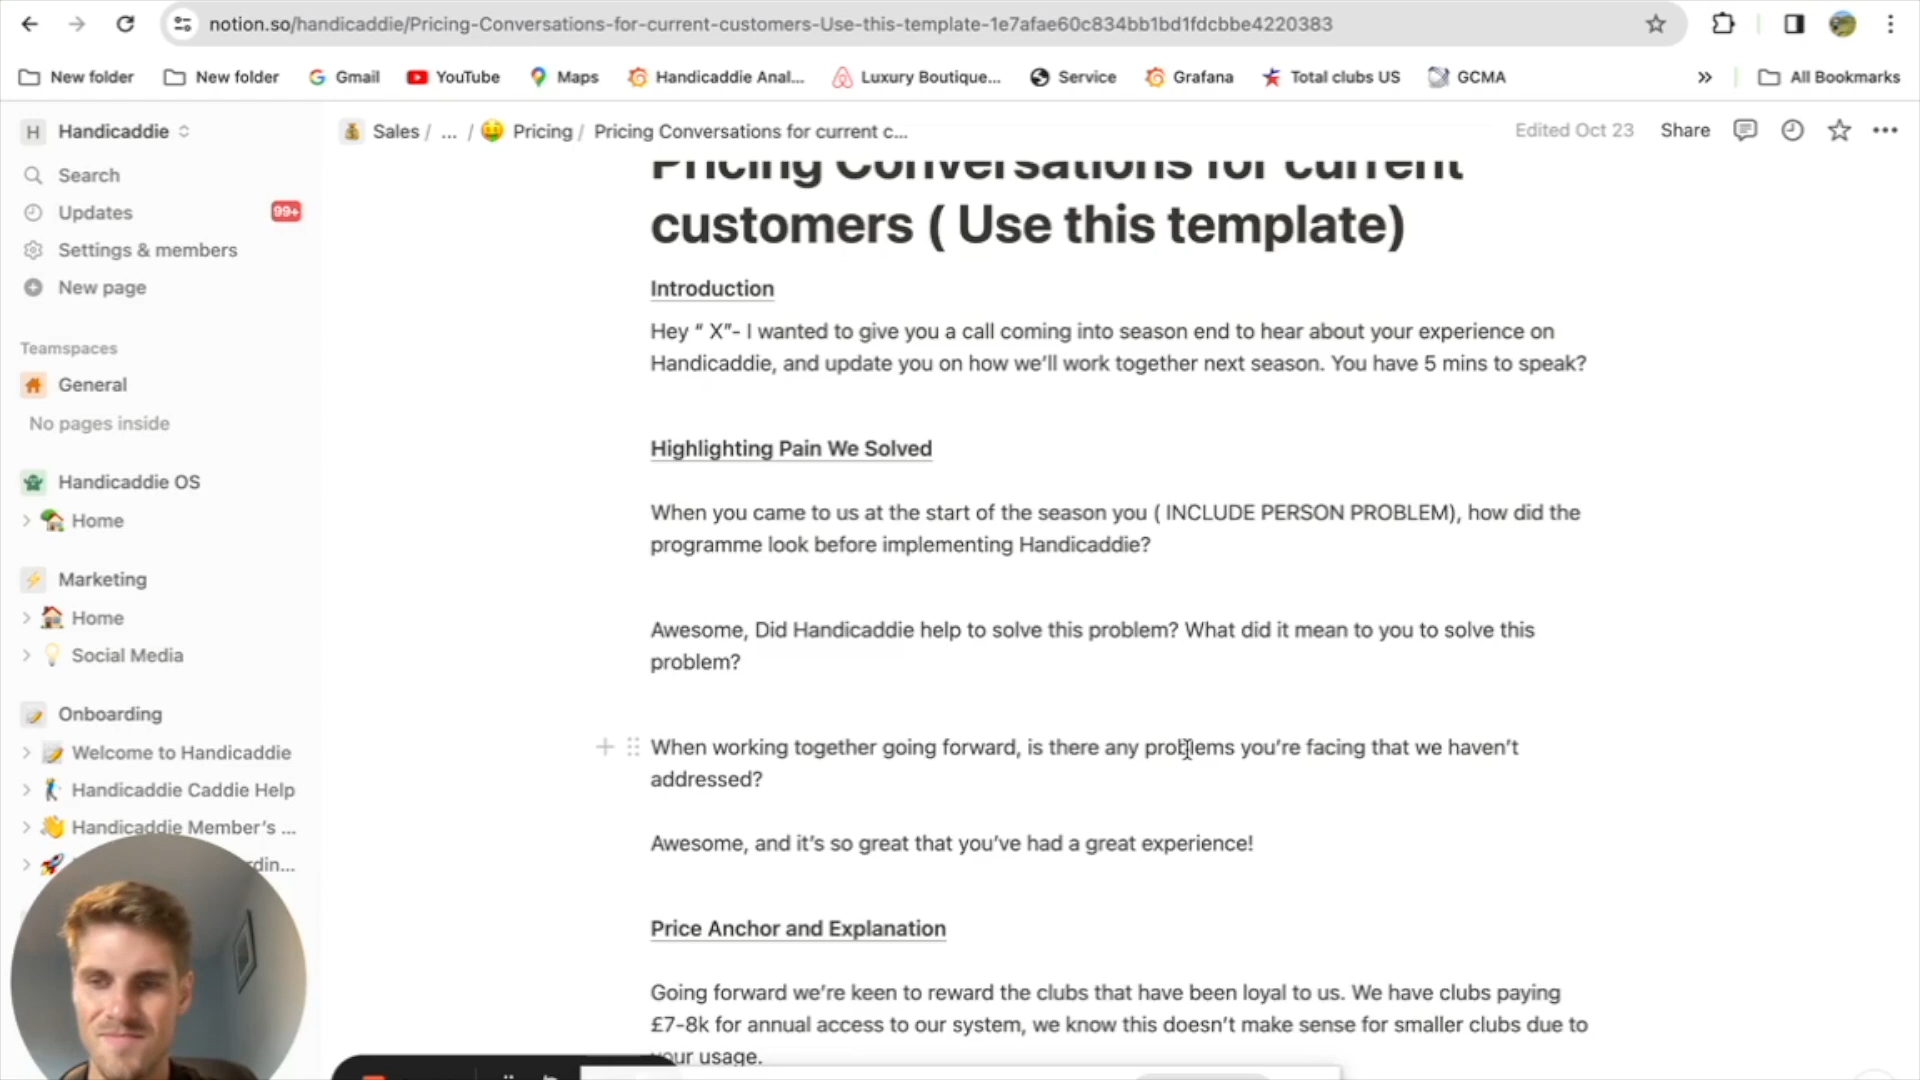 notion.so/handicaddie/Pricing-Conversations-for-current-customers-Use-this-template-1e7afae60c834bb1bd1fdcbbe4220383
New folder New folder Gmail YouTube Maps Handicaddie Anal... Luxury Boutique... Service Grafana Total clubs US GCMA » All Bookmarks
H Handicaddie
Sales / ... / Pricing / Pricing Conversations for current c...
Edited Oct 23 Share
Search
Updates 99+
Settings & members
New page
Teamspaces
General
No pages inside
Handicaddie OS
Home
Marketing
Home
Social Media
Onboarding
Welcome to Handicaddie
Handicaddie Caddie Help
Handicaddie Member's ...
din...
Pricing Conversations for current
customers ( Use this template)
Introduction
Hey “ X”- I wanted to give you a call coming into season end to hear about your experience on
Handicaddie, and update you on how we’ll work together next season. You have 5 mins to speak?
Highlighting Pain We Solved
When you came to us at the start of the season you ( INCLUDE PERSON PROBLEM), how did the
programme look before implementing Handicaddie?
Awesome, Did Handicaddie help to solve this problem? What did it mean to you to solve this
problem?
When working together going forward, is there any problems you’re facing that we haven’t
addressed?
Awesome, and it’s so great that you’ve had a great experience!
Price Anchor and Explanation
Going forward we’re keen to reward the clubs that have been loyal to us. We have clubs paying
£7-8k for annual access to our system, we know this doesn’t make sense for smaller clubs due to
your usage.